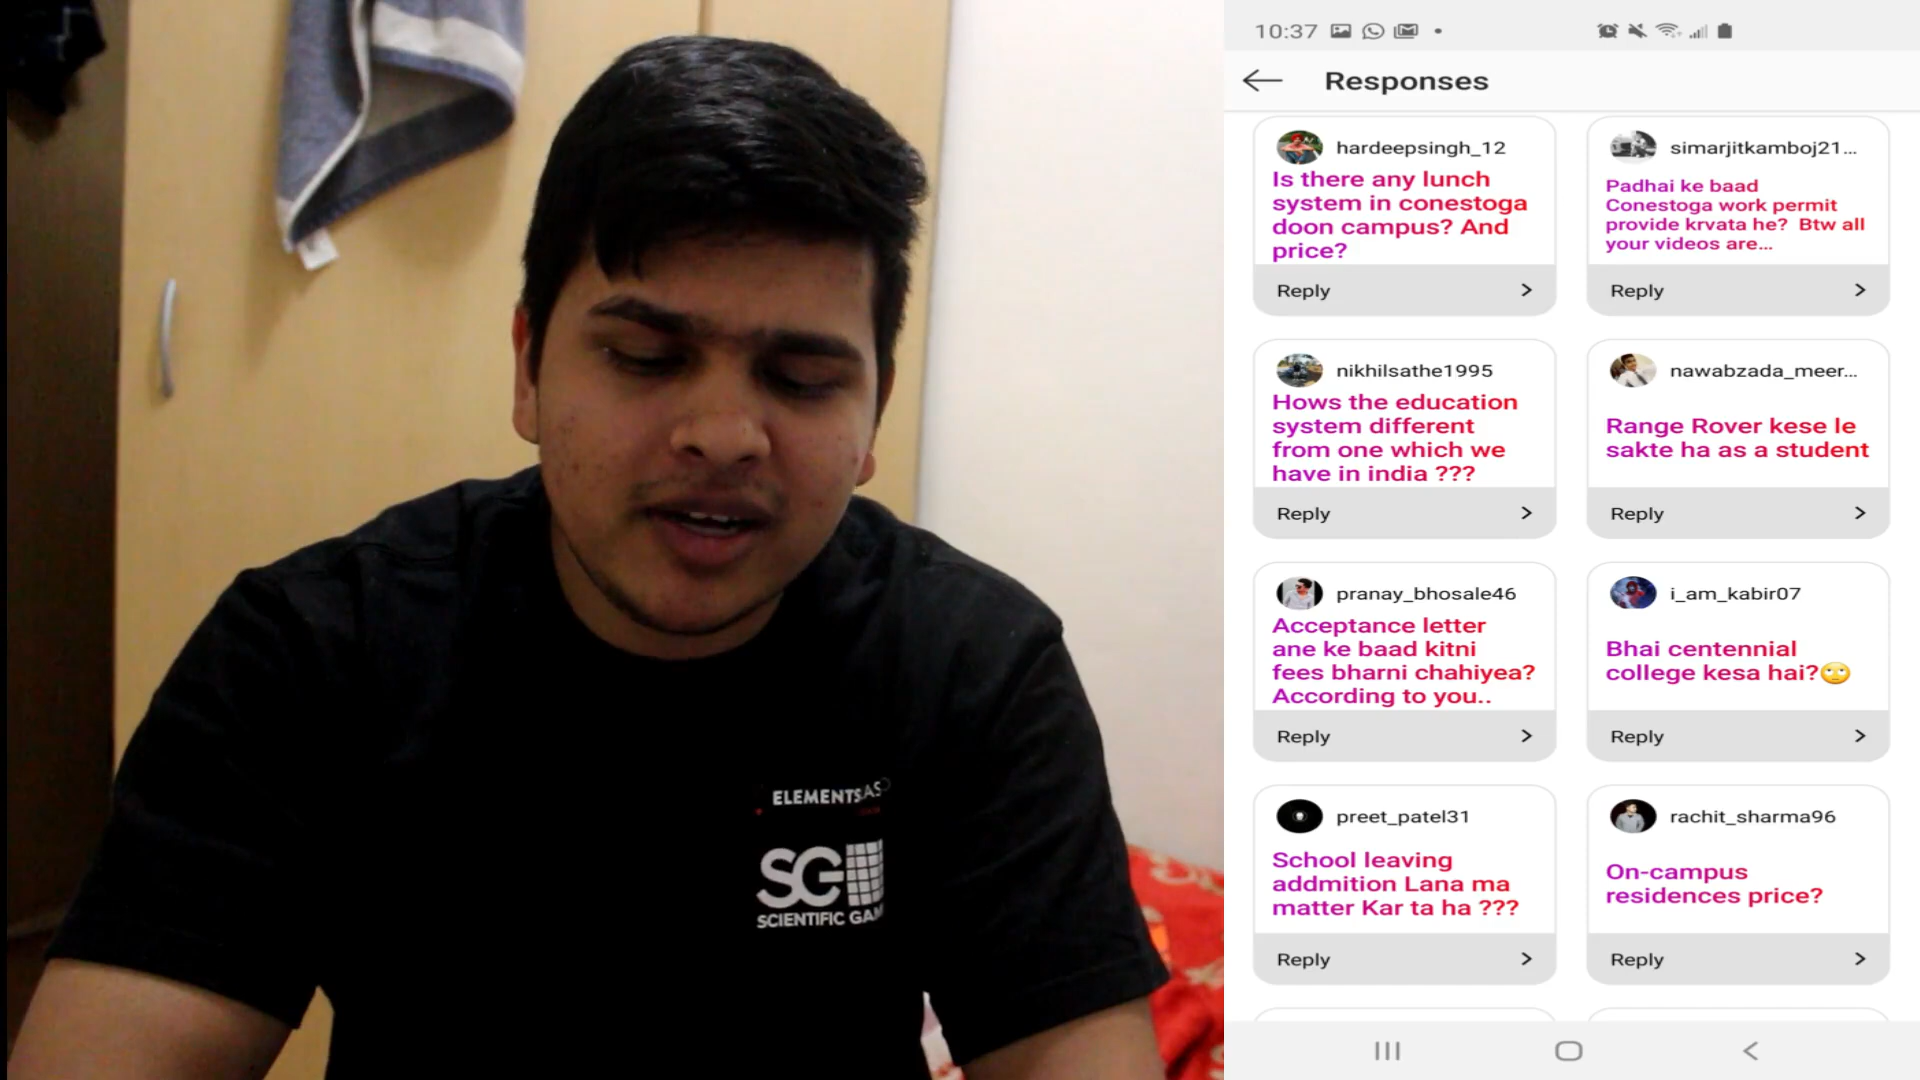 10:37
Responses
hardeepsingh_12
Is there any lunch
system in conestoga
doon campus? And
price?
Reply
simarjitkamboj21...
Padhai ke baad
Conestoga work permit
provide krvata he? Btw all
your videos are...
Reply
nikhilsathe1995
Hows the education
system different
from one which we
have in india ???
Reply
nawabzada_meer...
Range Rover kese le
sakte ha as a student
Reply
pranay_bhosale46
Acceptance letter
ane ke baad kitni
fees bharni chahiyea?
According to you..
Reply
i_am_kabir07
Bhai centennial
college kesa hai?🙄
Reply
preet_patel31
School leaving
addmition Lana ma
matter Kar ta ha ???
Reply
rachit_sharma96
On-campus
residences price?
Reply
ELEMENTS
SG
SCIENTIFIC GAM